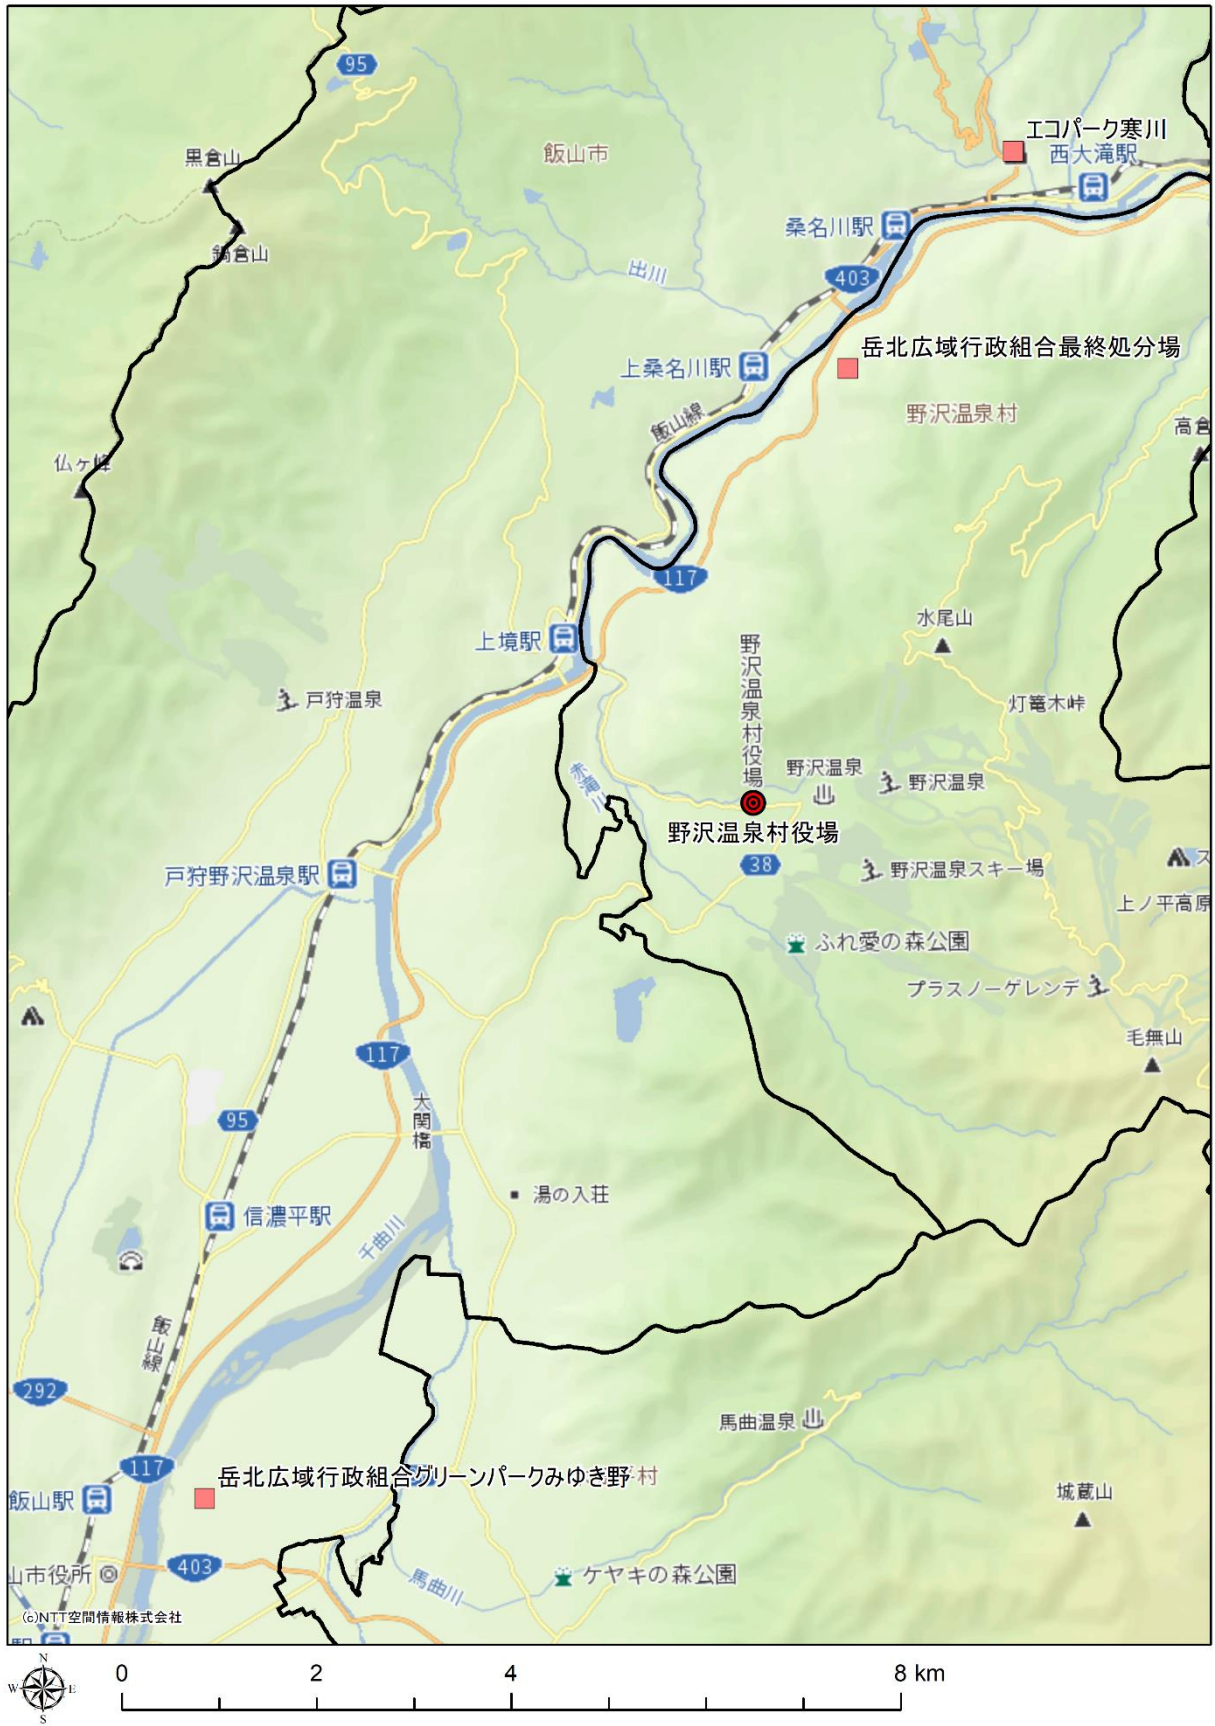 95
黒倉山
鍋倉山
飯山市
エコパーク寒川
西大滝駅
桑名川駅
出川
403
岳北広域行政組合最終処分場
上桑名川駅
野沢温泉村
飯山線
高倉
仏ヶ峰
117
水尾山
上境駅
野沢温泉村役場
戸狩温泉
灯篭木峠
赤滝川
野沢温泉
野沢温泉
野沢温泉村役場
38
戸狩野沢温泉駅
野沢温泉スキー場
ス
上ノ平高原
ふれ愛の森公園
プラスノーゲレンデ
毛無山
117
95
大関橋
湯の入荘
信濃平駅
千曲川
飯山線
292
馬曲温泉
117
岳北広域行政組合グリーンパークみゆき野
村
飯山駅
城蔵山
403
山市役所
馬曲川
ケヤキの森公園
(c)NTT空間情報株式会社
駅
N
W
E
S
0 2 4 8 km